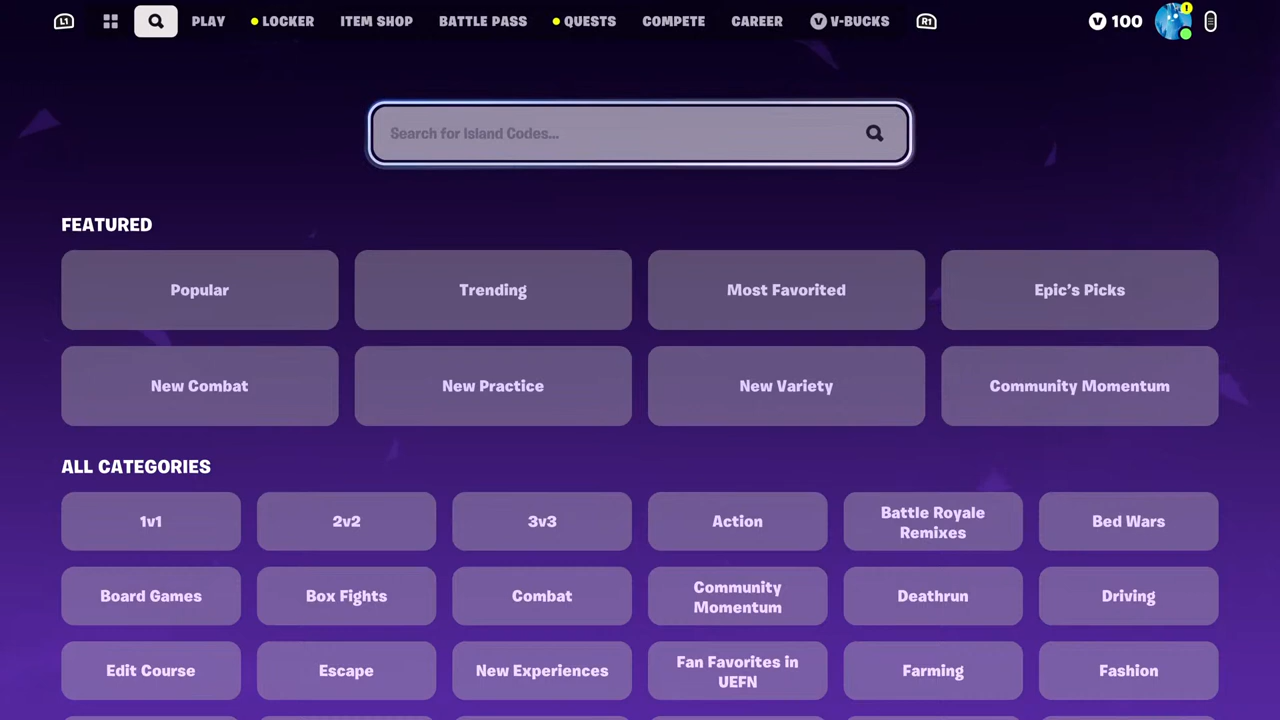 L1 PLAY LOCKER ITEM SHOP BATTLE PASS QUESTS COMPETE CAREER V V-BUCKS R1 V 100 !
Search for Island Codes...
FEATURED
Popular Trending Most Favorited Epic's Picks
New Combat New Practice New Variety Community Momentum
ALL CATEGORIES
1v1 2v2 3v3 Action Battle Royale Remixes Bed Wars
Board Games Box Fights Combat Community Momentum Deathrun Driving
Edit Course Escape New Experiences Fan Favorites in UEFN Farming Fashion